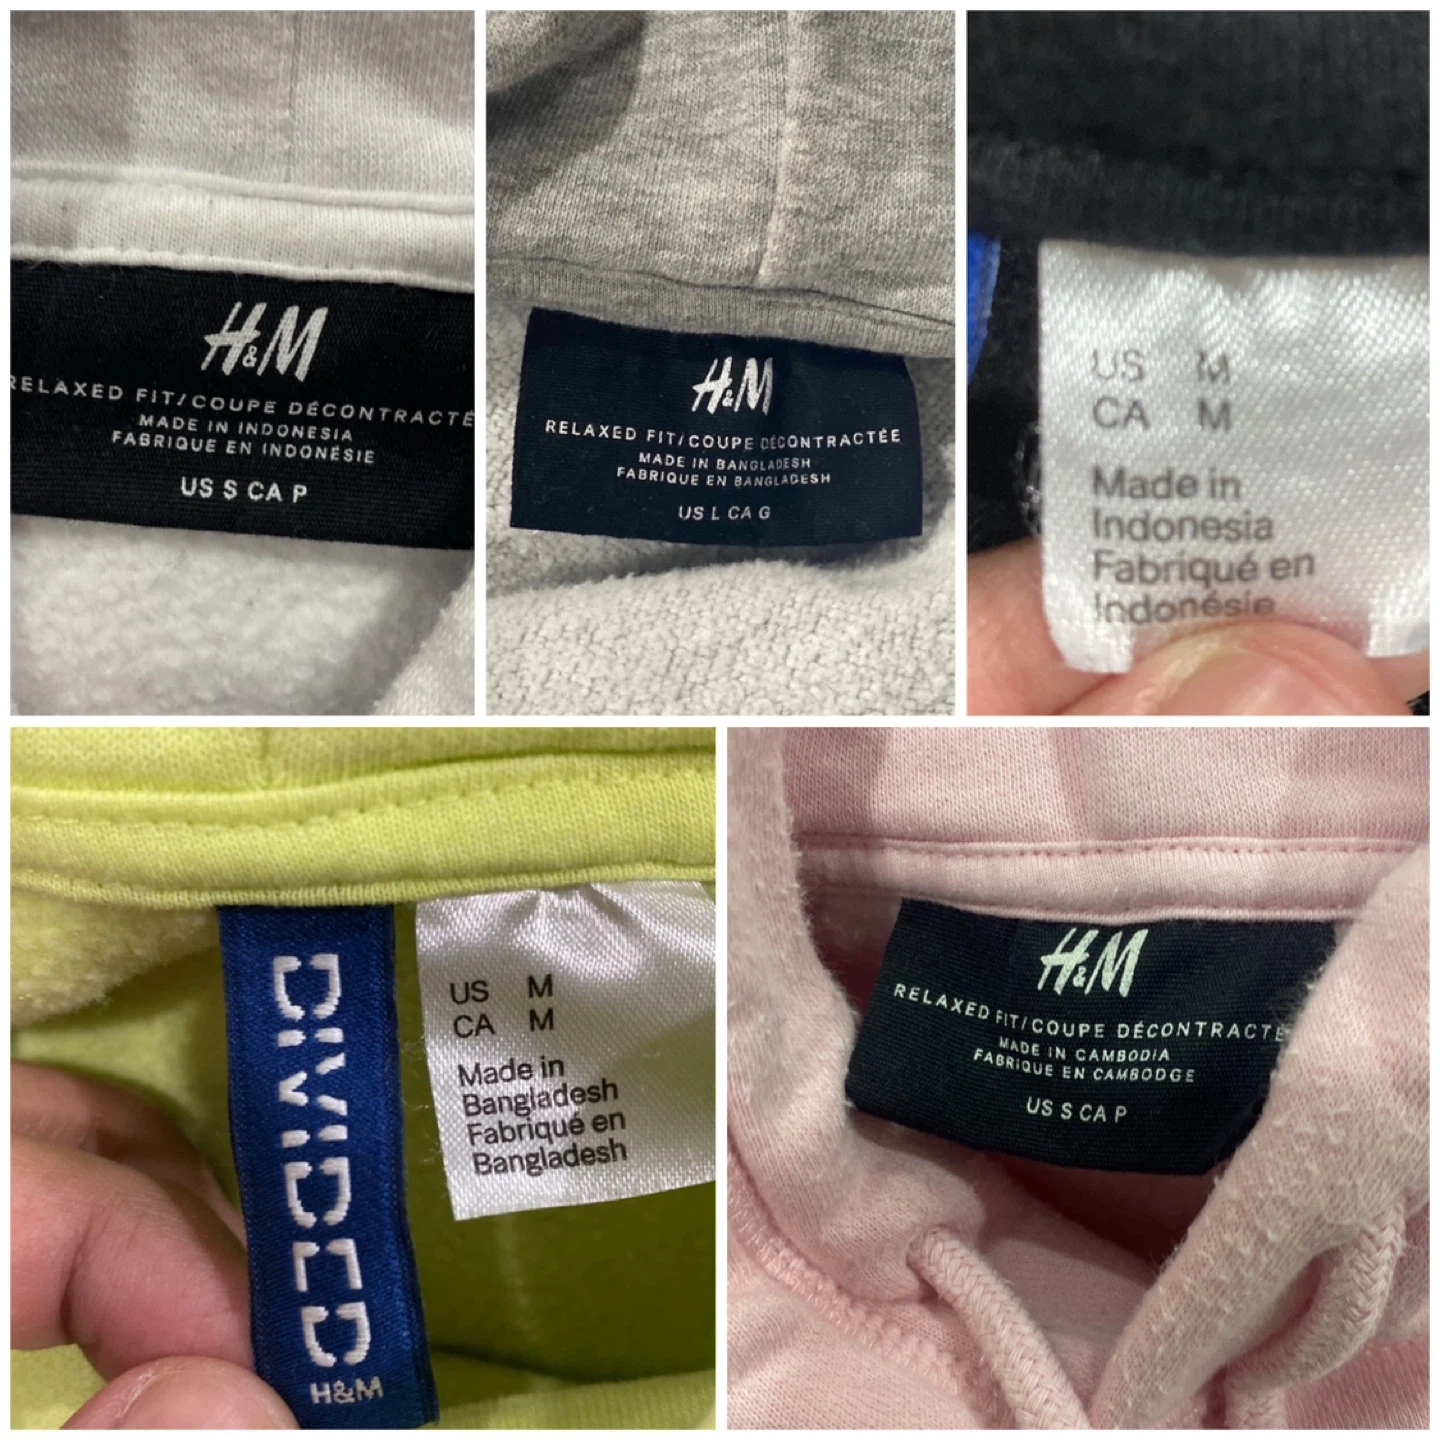 H&M
RELAXED FIT/COUPE DÉCONTRACTÉ
MADE IN INDONESIA
FABRIQUE EN INDONÉSIE
US S CA P
H&M
RELAXED FIT/COUPE DÉCONTRACTÉE
MADE IN BANGLADESH
FABRIQUE EN BANGLADESH
US L CA G
US M
CA M
Made in
Indonesia
Fabriqué en
Indonésie
DIVIDED
H&M
US M
CA M
Made in
Bangladesh
Fabriqué en
Bangladesh
H&M
RELAXED FIT/COUPE DÉCONTRACTÉ
MADE IN CAMBODIA
FABRIQUE EN CAMBODGE
US S CA P